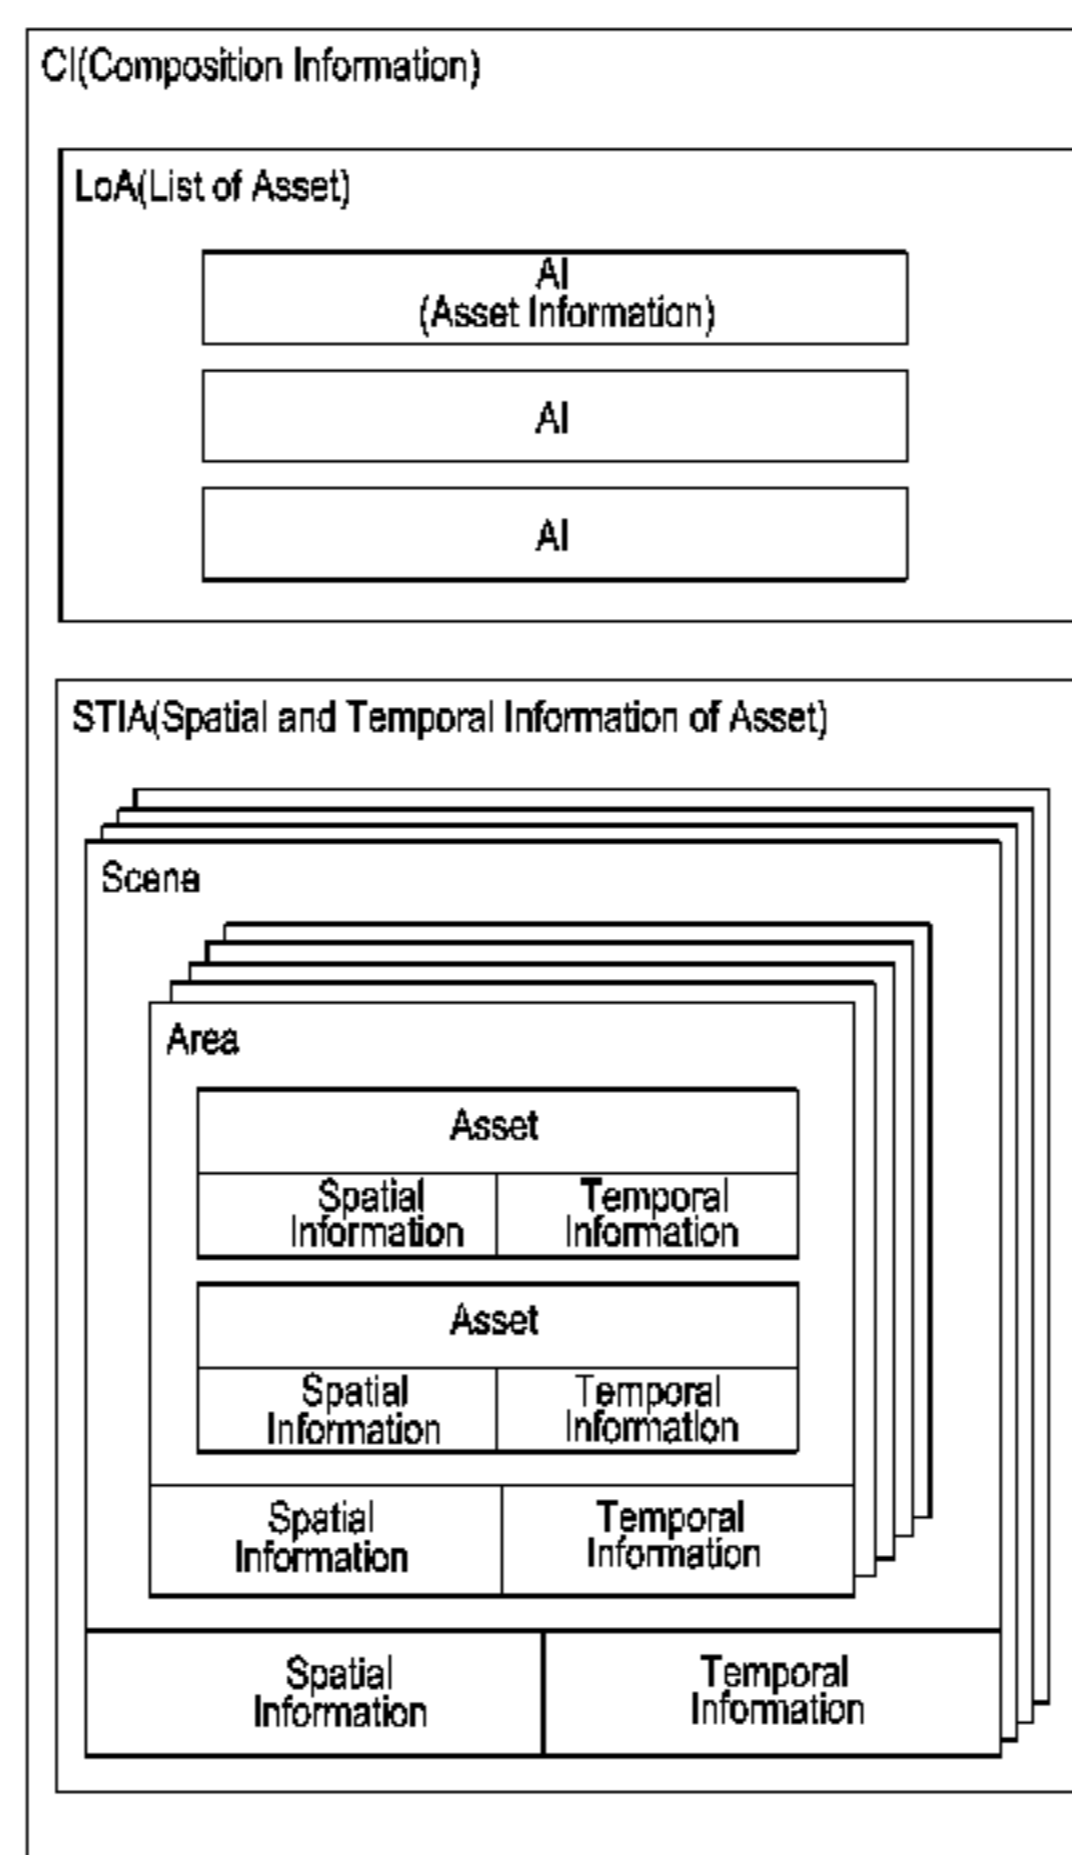 CI(Composition Information)
LoA(List of Asset)
AI
(Asset Information)
AI
AI
STIA(Spatial and Temporal Information of Asset)
Scene
Area
Asset
Spatial
Information
Temporal
Information
Asset
Spatial
Information
Temporal
Information
Spatial
Information
Temporal
Information
Spatial
Information
Temporal
Information